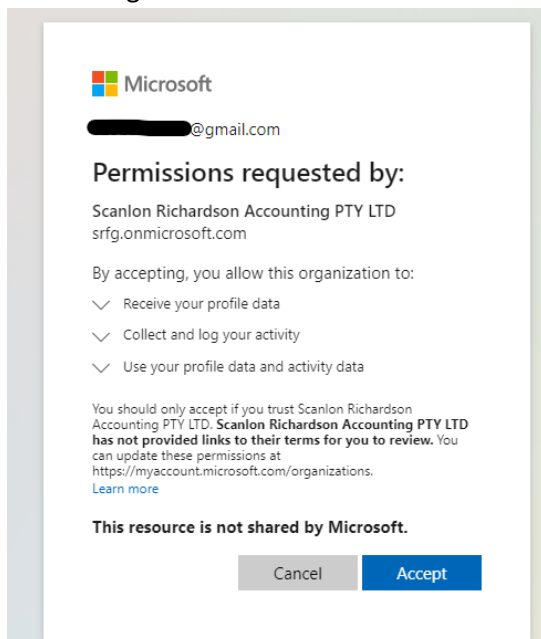 Microsoft
@gmail.com
Permissions requested by:
Scanlon Richardson Accounting PTY LTD
srfg.onmicrosoft.com
By accepting, you allow this organization to:
Receive your profile data
Collect and log your activity
Use your profile data and activity data
You should only accept if you trust Scanlon Richardson
Accounting PTY LTD. Scanlon Richardson Accounting PTY LTD
has not provided links to their terms for you to review. You
can update these permissions at
https://myaccount.microsoft.com/organizations.
Learn more
This resource is not shared by Microsoft.
Cancel Accept